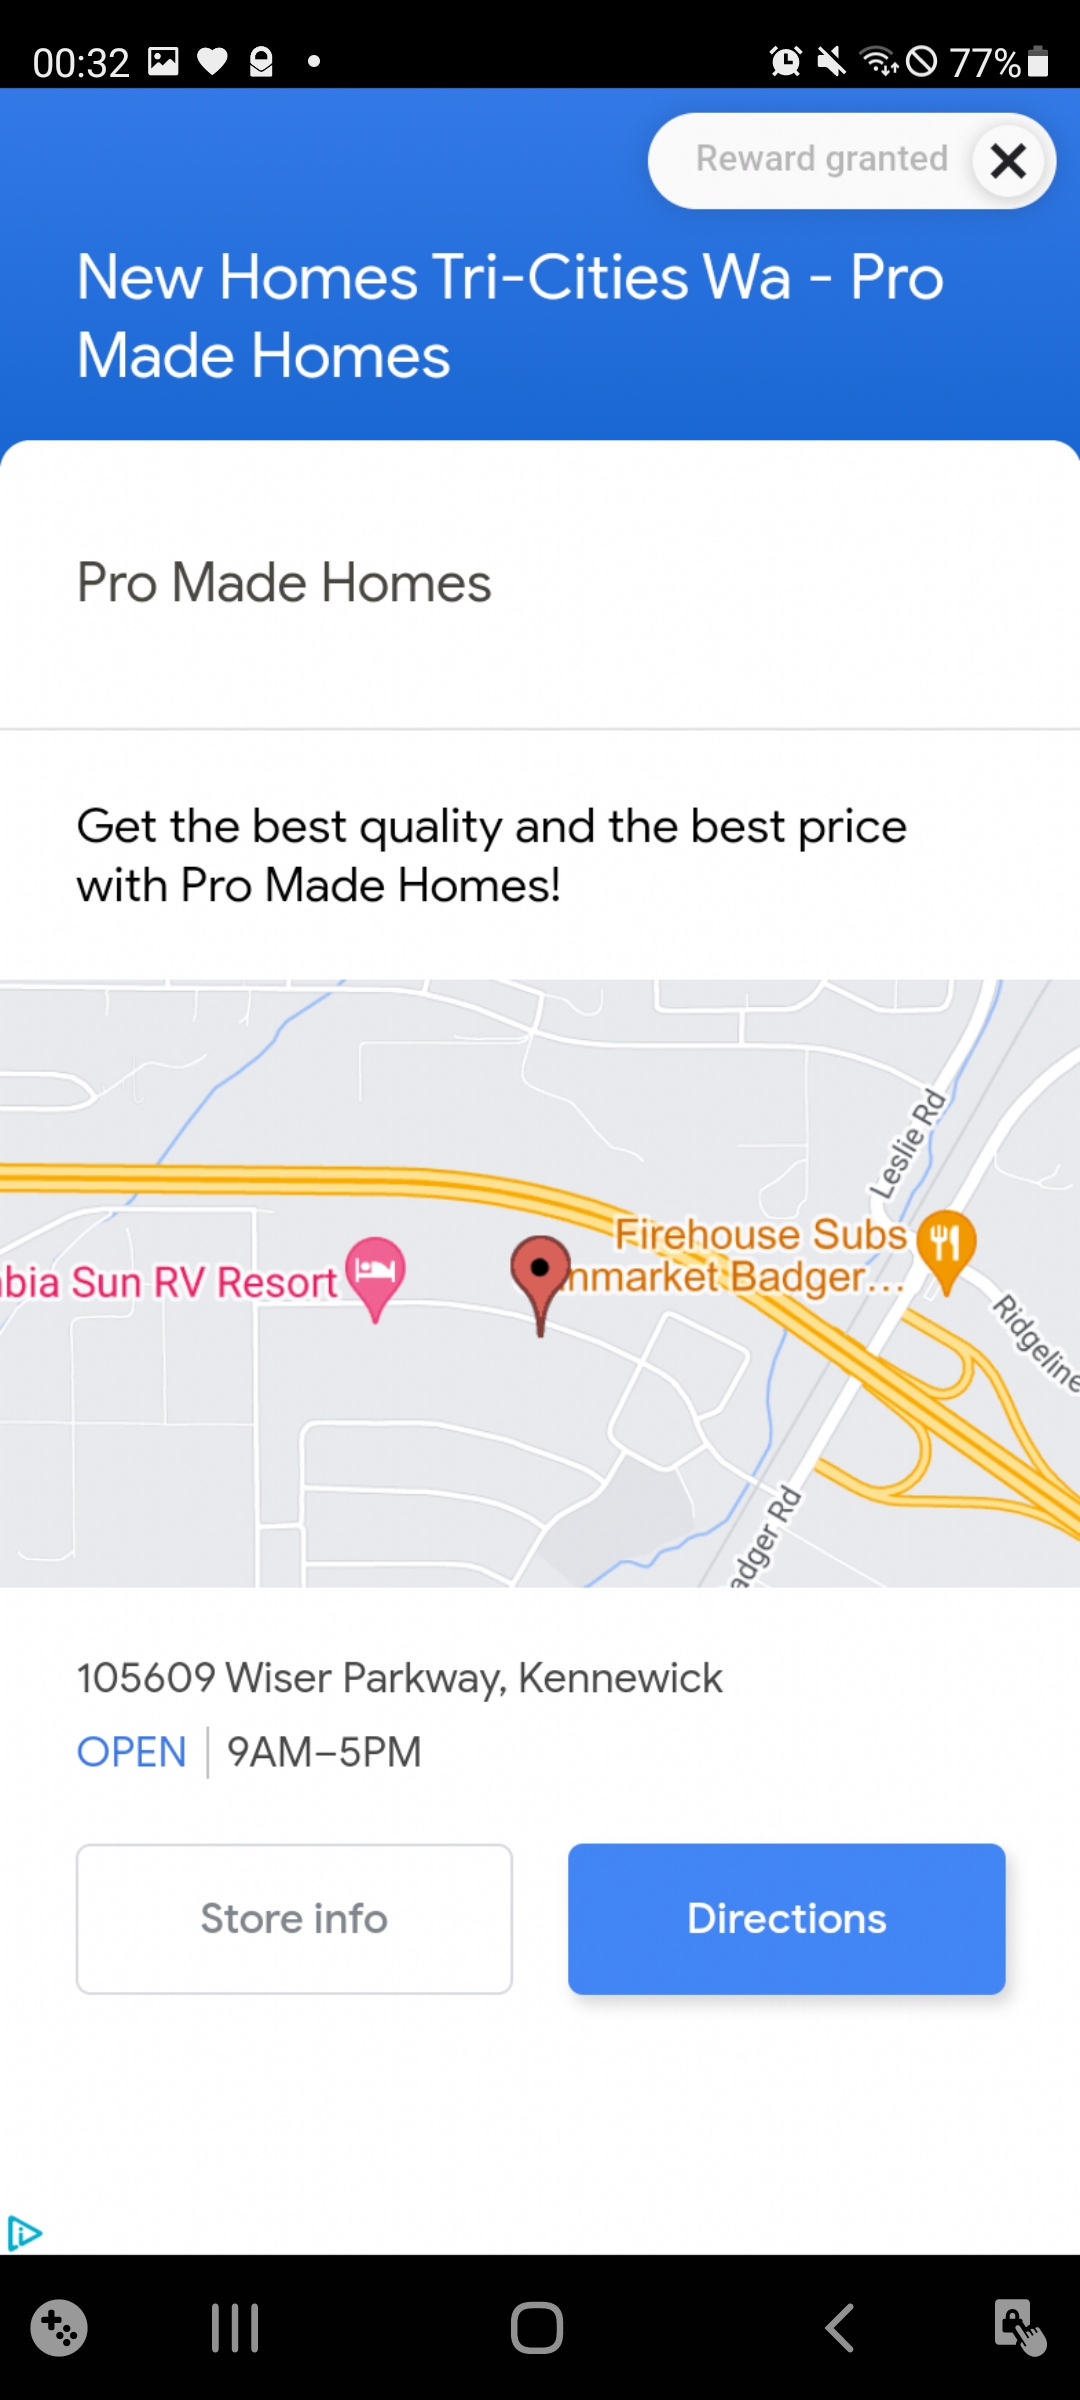 00:32
77%
Reward granted
New Homes Tri-Cities Wa - Pro
Made Homes
Pro Made Homes
Get the best quality and the best price
with Pro Made Homes!
Leslie Rd
Firehouse Subs
nmarket Badger...
bia Sun RV Resort
Ridgeline
adger Rd
105609 Wiser Parkway, Kennewick
OPEN | 9AM–5PM
Store info
Directions